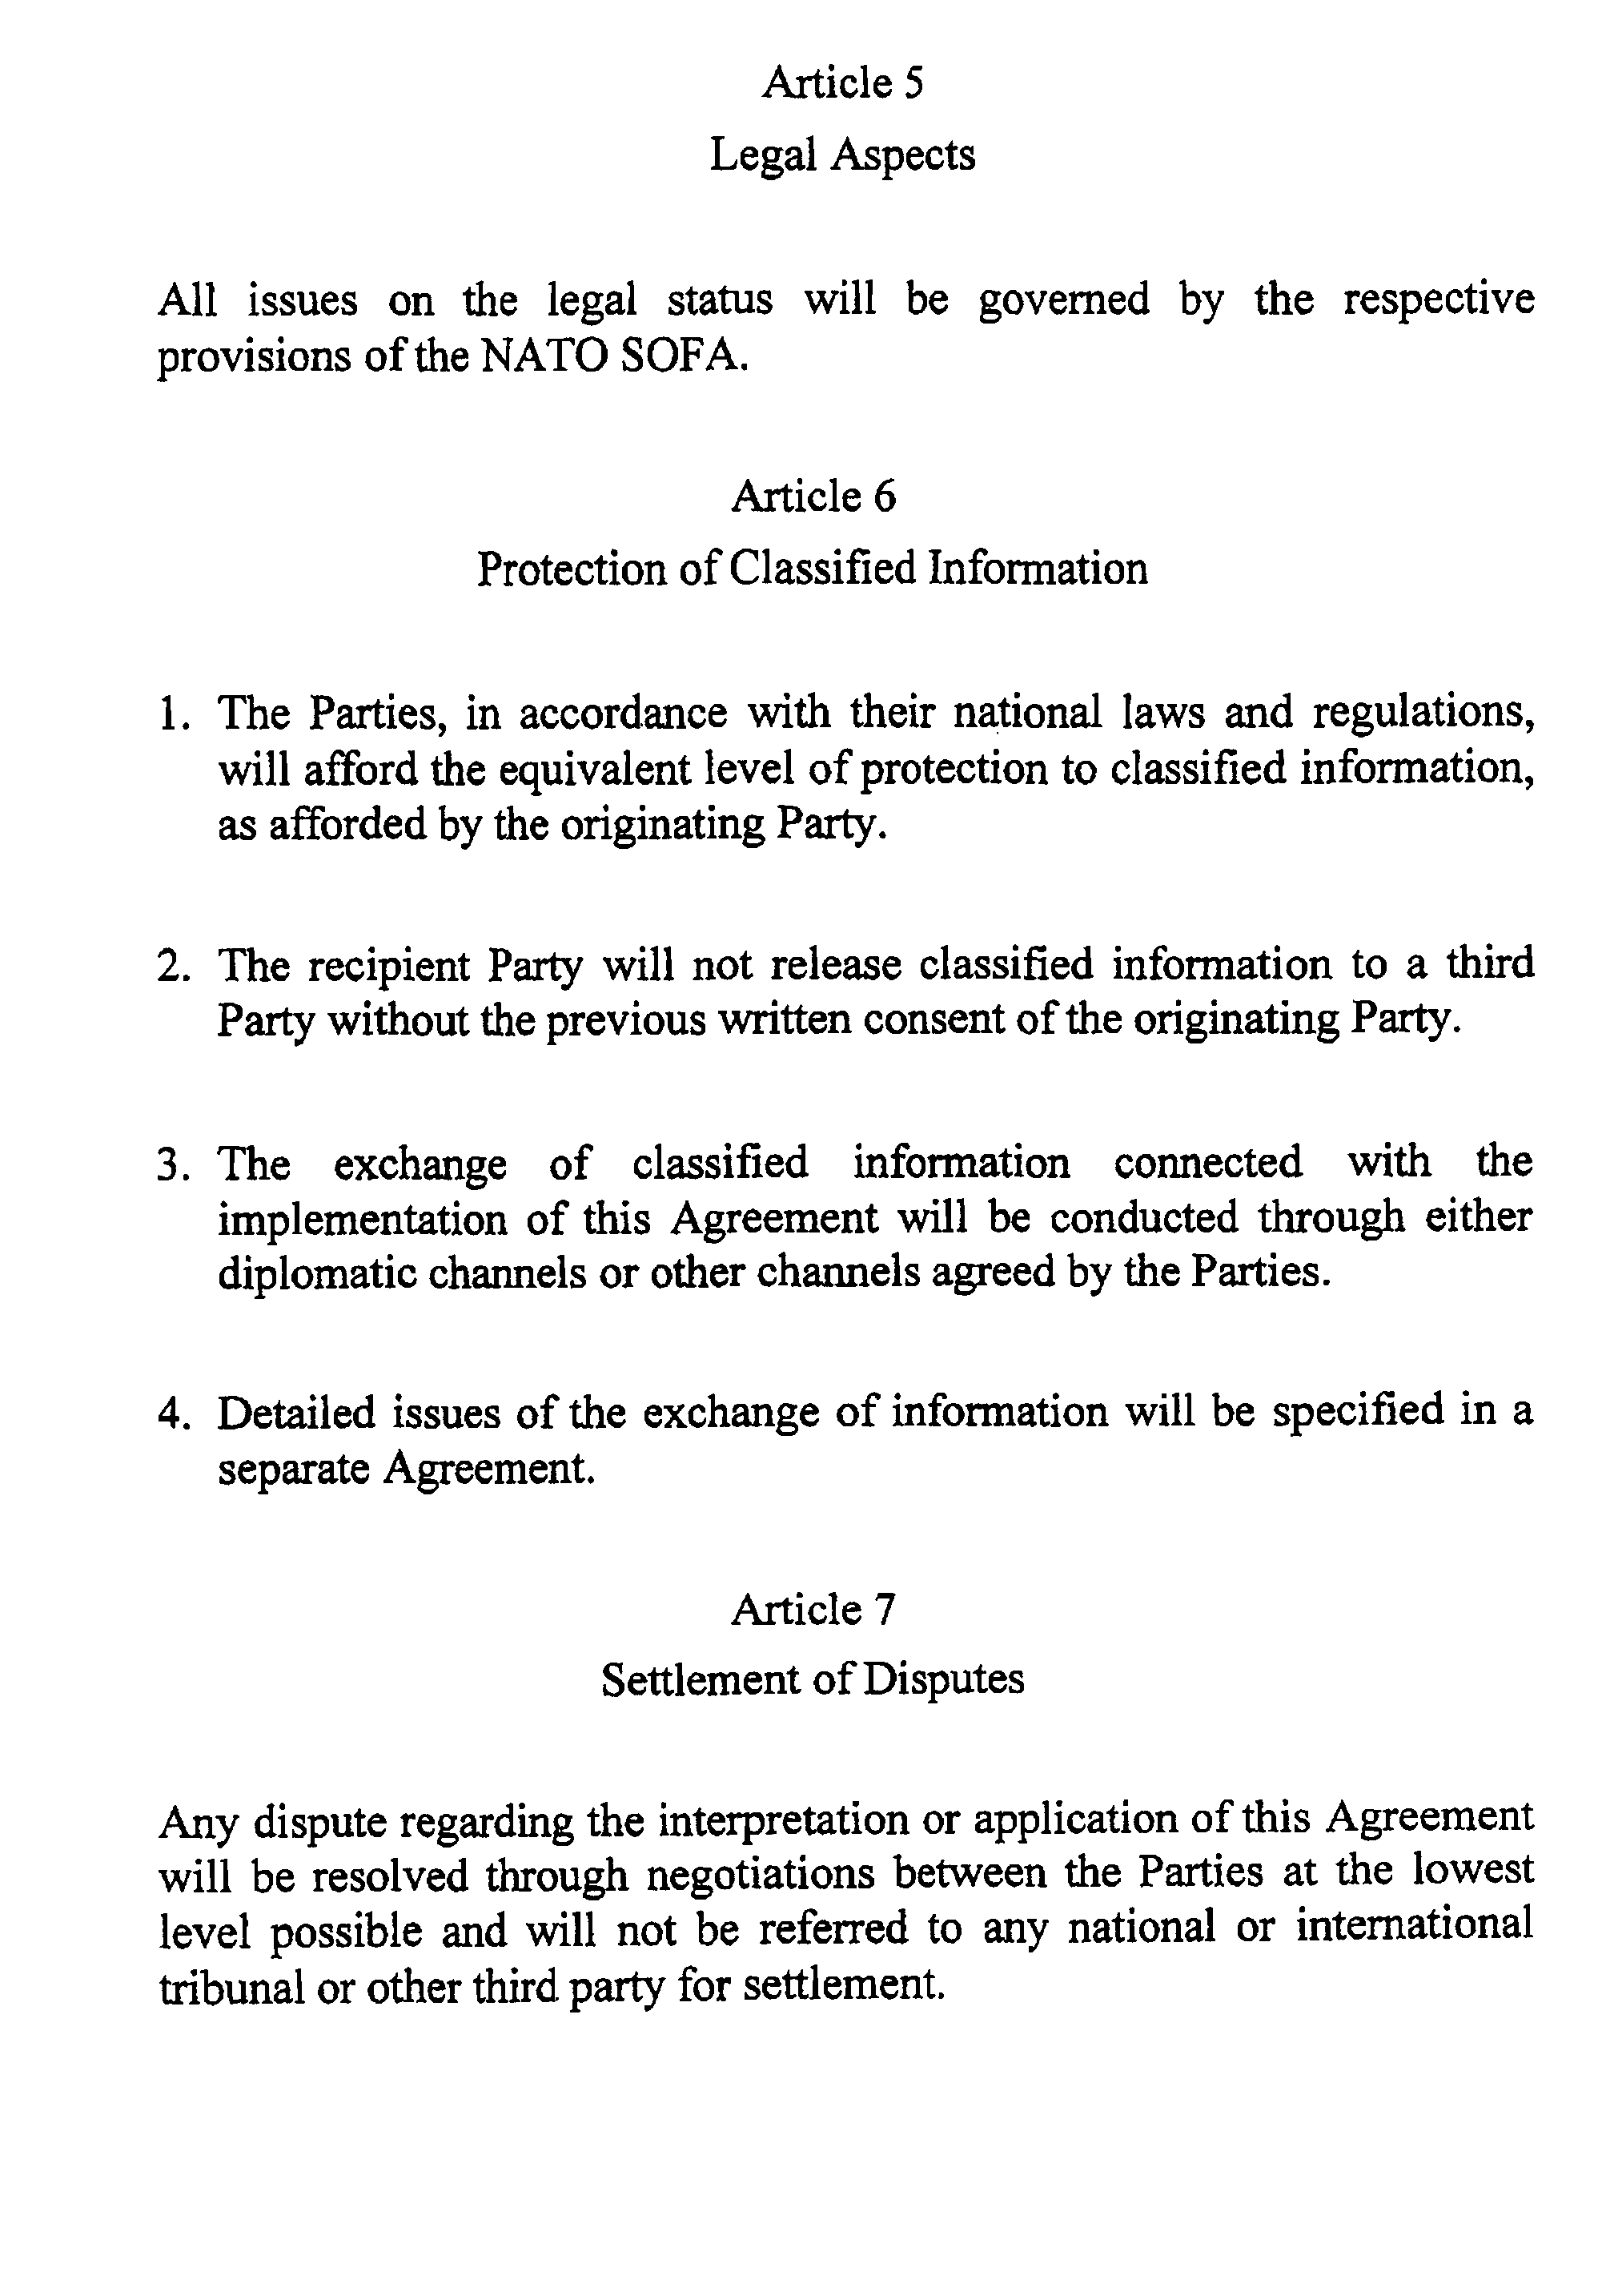 Article 5
Legal Aspects
All issues on the legal status will be governed by the respective
provisions of the NATO SOFA.
Article 6
Protection of Classified Information
1. The Parties, in accordance with their national laws and regulations,
will afford the equivalent level of protection to classified information,
as afforded by the originating Party.
2. The recipient Party will not release classified information to a third
Party without the previous written consent of the originating Party.
3. The exchange of classified information connected with the
implementation of this Agreement will be conducted through either
diplomatic channels or other channels agreed by the Parties.
4. Detailed issues of the exchange of information will be specified in a
separate Agreement.
Article 7
Settlement of Disputes
Any dispute regarding the interpretation or application of this Agreement
will be resolved through negotiations between the Parties at the lowest
level possible and will not be referred to any national or international
tribunal or other third party for settlement.